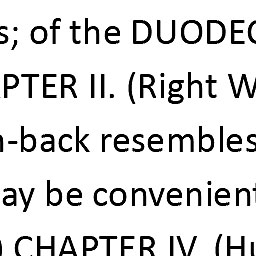 s; of the DUODEC
PTER II. (Right W
-back resembles
ay be convenient
) CHAPTER IV. (Hu